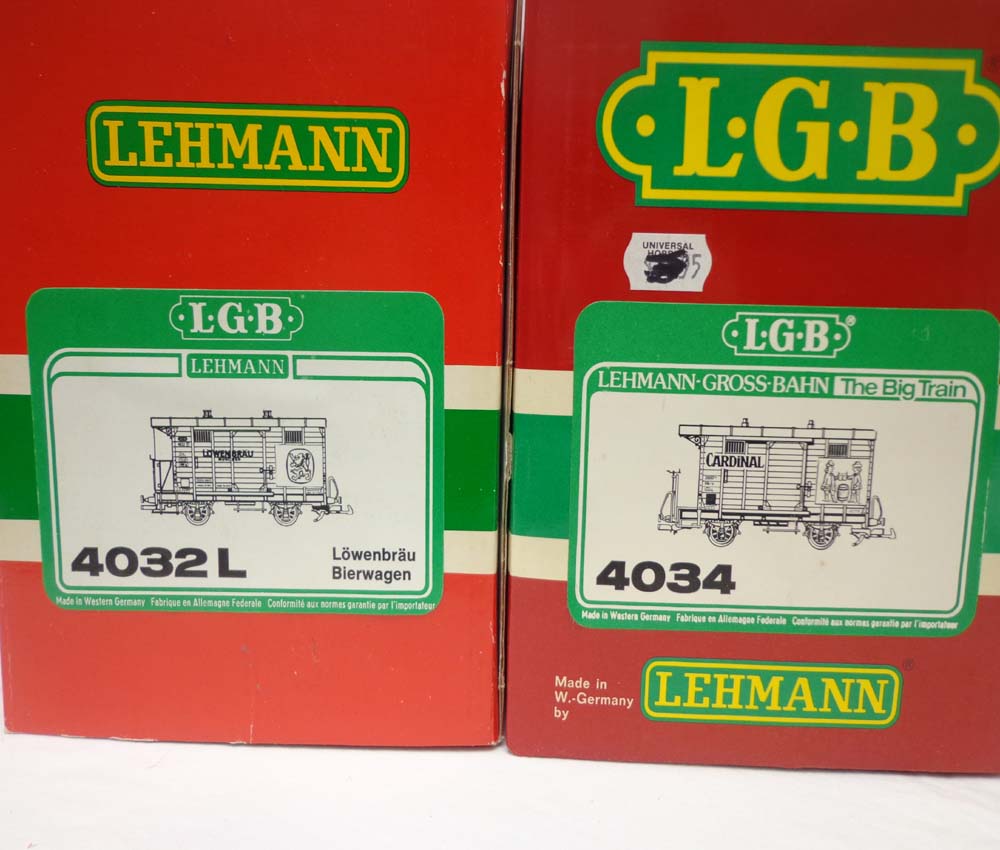 LEHMANN
L·G·B
LEHMANN
LÖWENBRÄU
4032 L
Löwenbräu
Bierwagen
Made in Western Germany Fabrique en Allemagne Federale Conformité aux normes garantie par l'importateur
L·G·B
UNIVERSAL
5
L·G·B®
LEHMANN-GROSS-BAHN The Big Train
CARDINAL
4034
Made in Western Germany Fabrique en Allemagne Federale Conformité aux normes garantie par l'importateur
Made in
W.-Germany
by
LEHMANN®